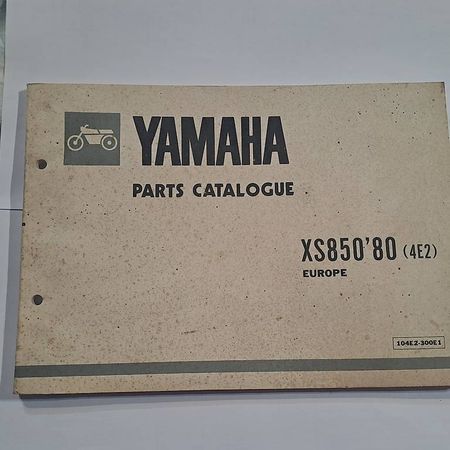 YAMAHA
PARTS CATALOGUE
XS850'80 (4E2)
EUROPE
104E2-300E1